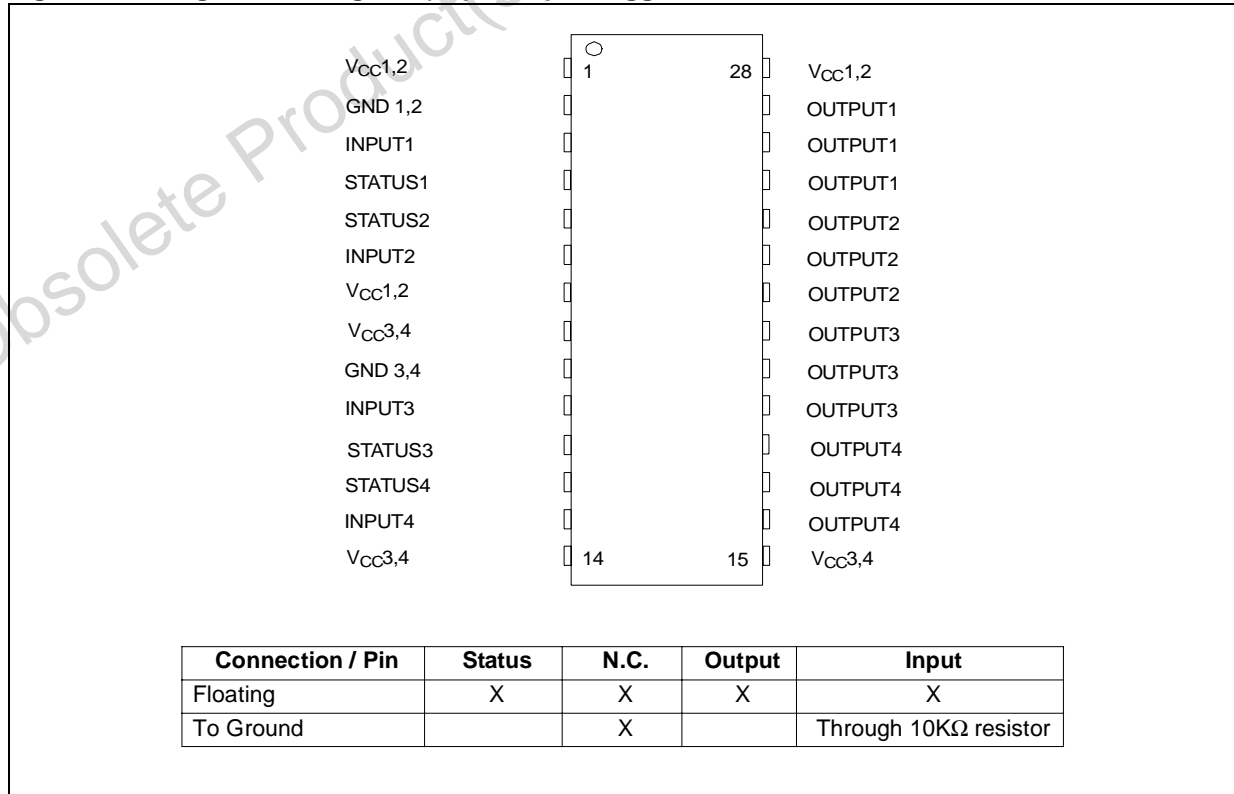 VCC1,2 1 28 VCC1,2
GND 1,2 OUTPUT1
INPUT1 OUTPUT1
STATUS1 OUTPUT1
STATUS2 OUTPUT2
INPUT2 OUTPUT2
VCC1,2 OUTPUT2
VCC3,4 OUTPUT3
GND 3,4 OUTPUT3
INPUT3 OUTPUT3
STATUS3 OUTPUT4
STATUS4 OUTPUT4
INPUT4 OUTPUT4
VCC3,4 14 15 VCC3,4
Connection / Pin Status N.C. Output Input
Floating X X X X
To Ground X Through 10KΩ resistor